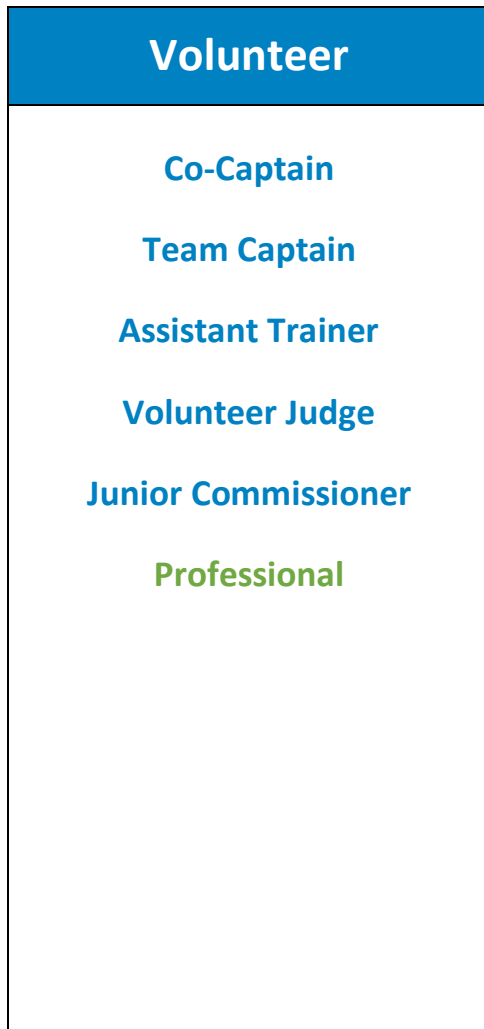 Volunteer
Co-Captain
Team Captain
Assistant Trainer
Volunteer Judge
Junior Commissioner
Professional